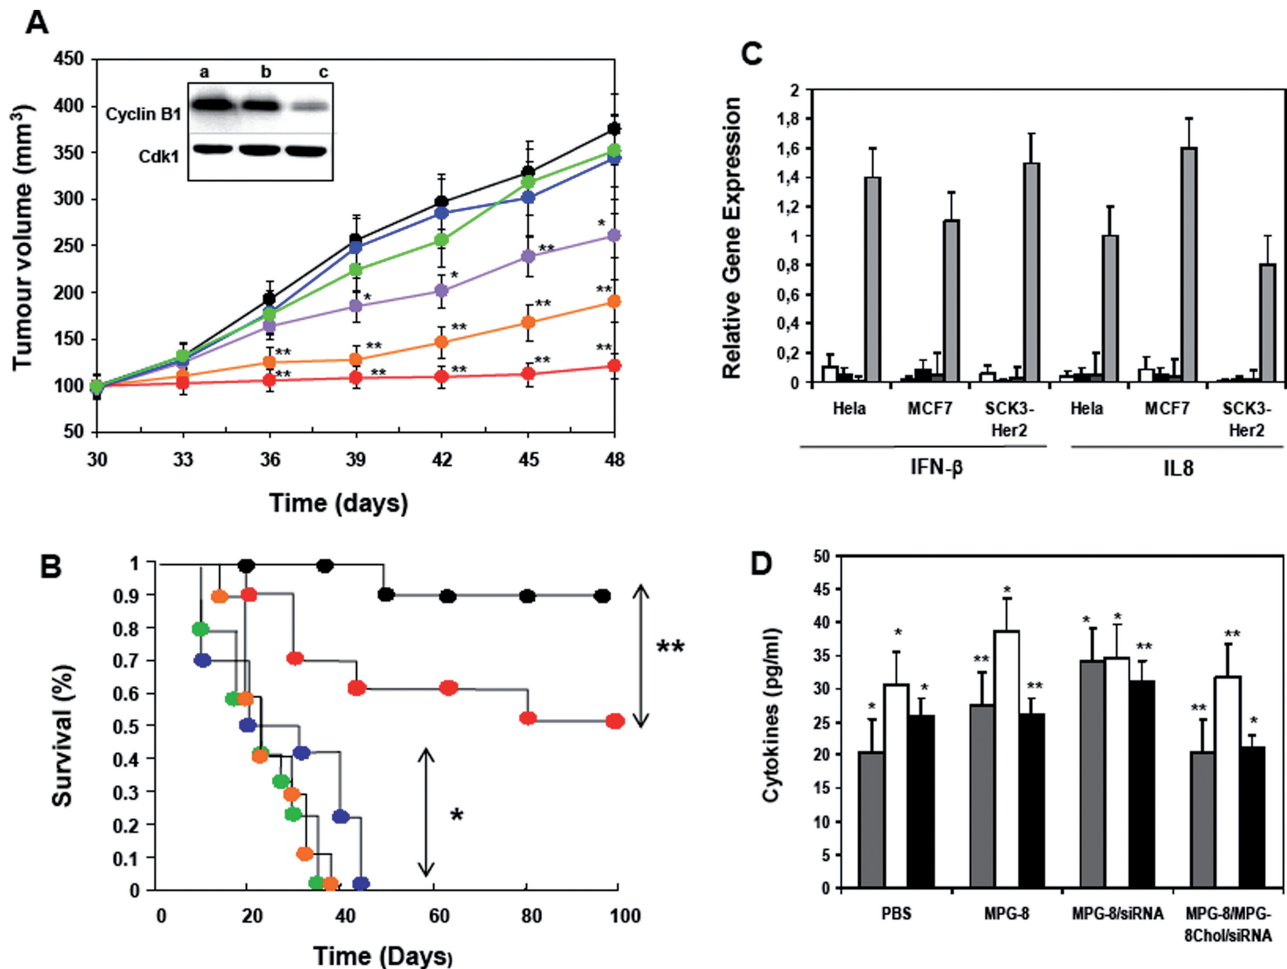 A
Tumour volume (mm³)
450
400
350
300
250
200
150
100
50
a b c
Cyclin B1
Cdk1
** ** ** ** ** **
** ** ** **
* * ** *
30 33 36 39 42 45 48
Time (days)
B
Survival (%)
1
0.9
0.8
0.7
0.6
0.5
0.4
0.3
0.2
0.1
0
**
*
0 20 40 60 80 100
Time (Days)
C
Relative Gene Expression
2
1,8
1,6
1,4
1,2
1
0,8
0,6
0,4
0,2
0
Hela MCF7 SCK3- Hela MCF7 SCK3-
Her2 Her2
IFN-β IL8
D
Cytokines (pg/ml)
50
45
40
35
30
25
20
15
10
5
0
* * * ** * ** * * ** ** ** *
PBS MPG-8 MPG-8/siRNA MPG-8/MPG-
8Chol/siRNA